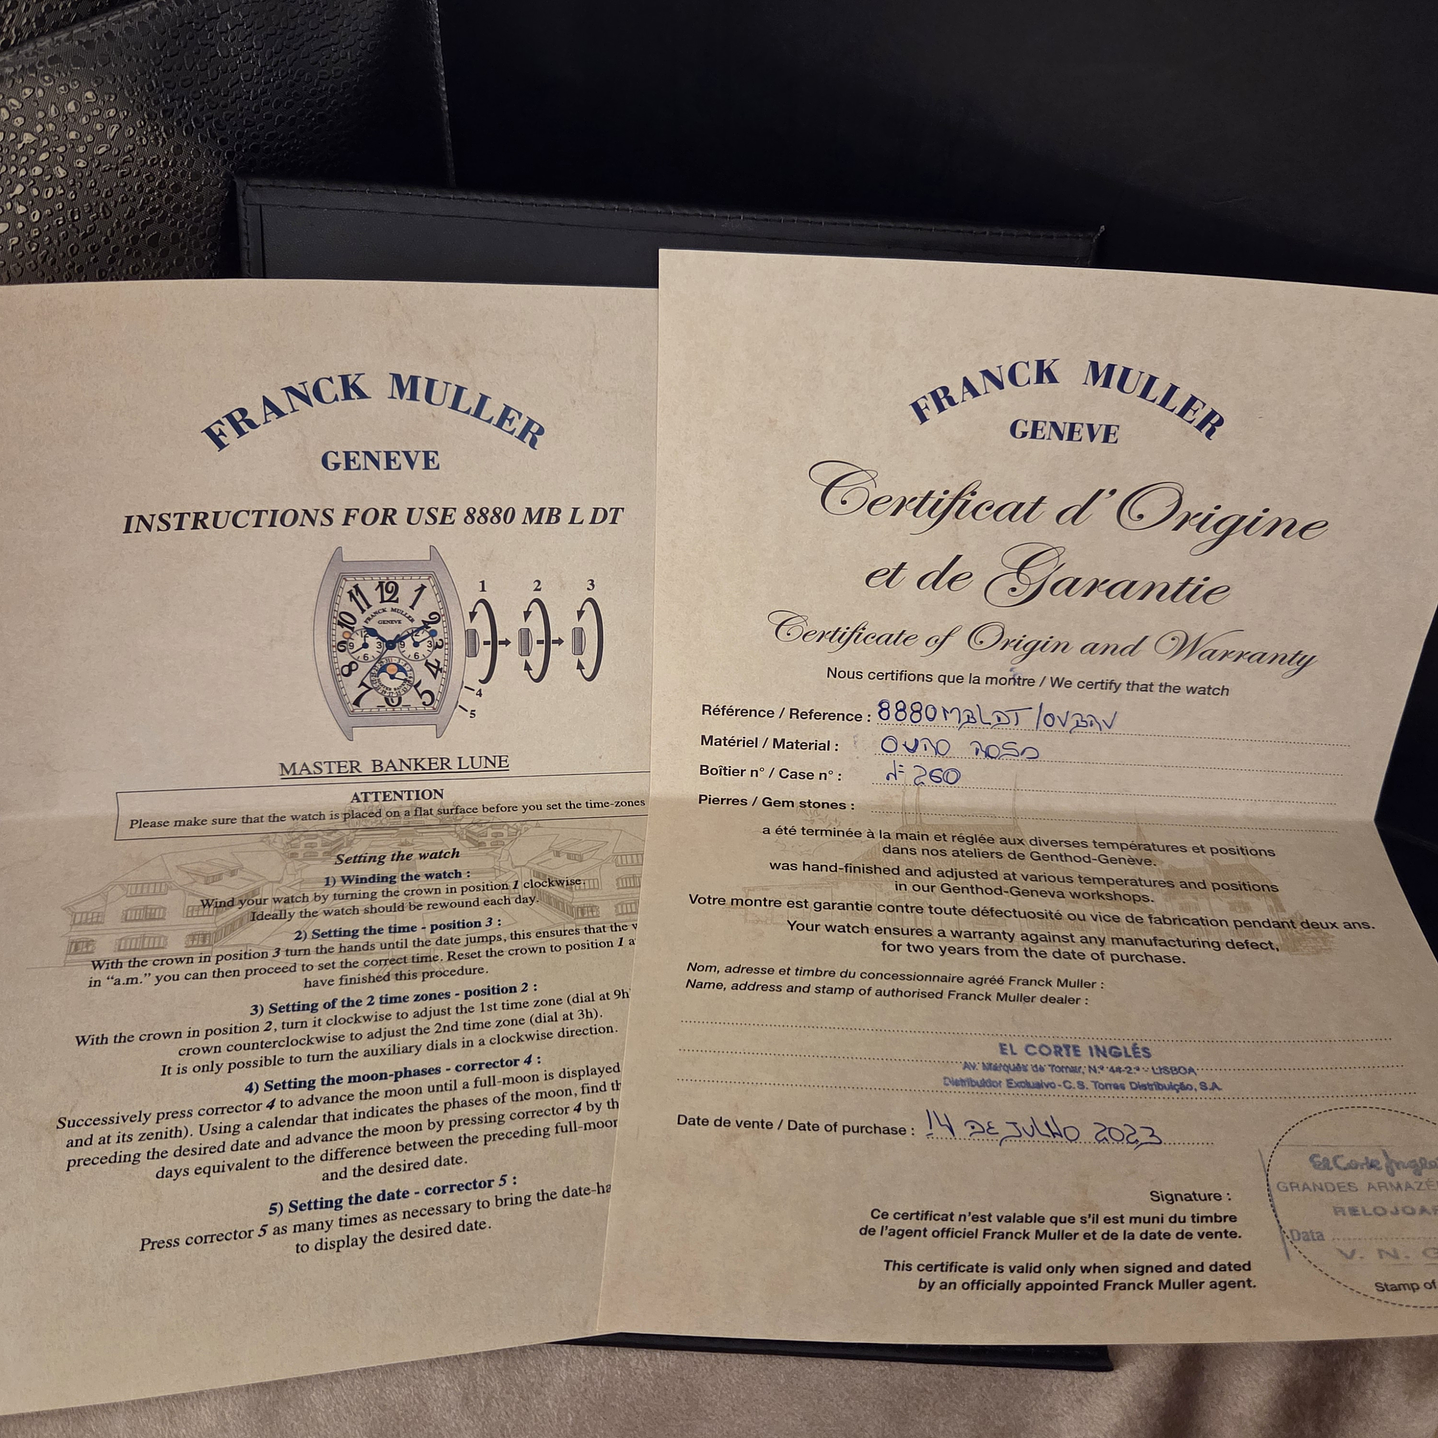 FRANCK MULLER
GENEVE
INSTRUCTIONS FOR USE 8880 MB L DT
1 2 3
4
5
MASTER BANKER LUNE
ATTENTION
Please make sure that the watch is placed on a flat surface before you set the time-zones
Setting the watch
1) Winding the watch :
Wind your watch by turning the crown in position 1 clockwise.
Ideally the watch should be rewound each day.
2) Setting the time - position 3 :
With the crown in position 3 turn the hands until the date jumps, this ensures that the
in “a.m.” you can then proceed to set the correct time. Reset the crown to position 1
have finished this procedure.
3) Setting of the 2 time zones - position 2 :
With the crown in position 2, turn it clockwise to adjust the 1st time zone (dial at 9h
crown counterclockwise to adjust the 2nd time zone (dial at 3h).
It is only possible to turn the auxiliary dials in a clockwise direction.
4) Setting the moon-phases - corrector 4 :
Successively press corrector 4 to advance the moon until a full-moon is displayed
and at its zenith). Using a calendar that indicates the phases of the moon, find
preceding the desired date and advance the moon by pressing corrector 4 by
days equivalent to the difference between the preceding full-moon
and the desired date.
5) Setting the date - corrector 5 :
Press corrector 5 as many times as necessary to bring the date-
to display the desired date.
FRANCK MULLER
GENEVE
Certificat d’Origine
et de Garantie
Certificate of Origin and Warranty
Nous certifions que la montre / We certify that the watch
Référence / Reference : 8880MBLDT/
Matériel / Material : OURO ROSA
Boîtier n° / Case n° : nº 260
Pierres / Gem stones :
a été terminée à la main et réglée aux diverses températures et positions
dans nos ateliers de Genthod-Genève.
was hand-finished and adjusted at various temperatures and positions
in our Genthod-Geneva workshops.
Votre montre est garantie contre toute défectuosité ou vice de fabrication pendant deux ans.
Your watch ensures a warranty against any manufacturing defect,
for two years from the date of purchase.
Nom, adresse et timbre du concessionnaire agréé Franck Muller :
Name, address and stamp of authorised Franck Muller dealer :
EL CORTE INGLÉS
Av. Marquês de Tomar, N.º 44-2.º - LISBOA
Distribuidor Exclusivo - C. S. Torres Distribuição, S.A.
Date de vente / Date of purchase : 14 DE JULHO 2023
Signature :
Ce certificat n’est valable que s’il est muni du timbre
de l’agent officiel Franck Muller et de la date de vente.
This certificate is valid only when signed and dated
by an officially appointed Franck Muller agent.
El Corte Inglés
GRANDES ARMAZÉ
RELOJOAR
Data
V. N. G
Stamp of